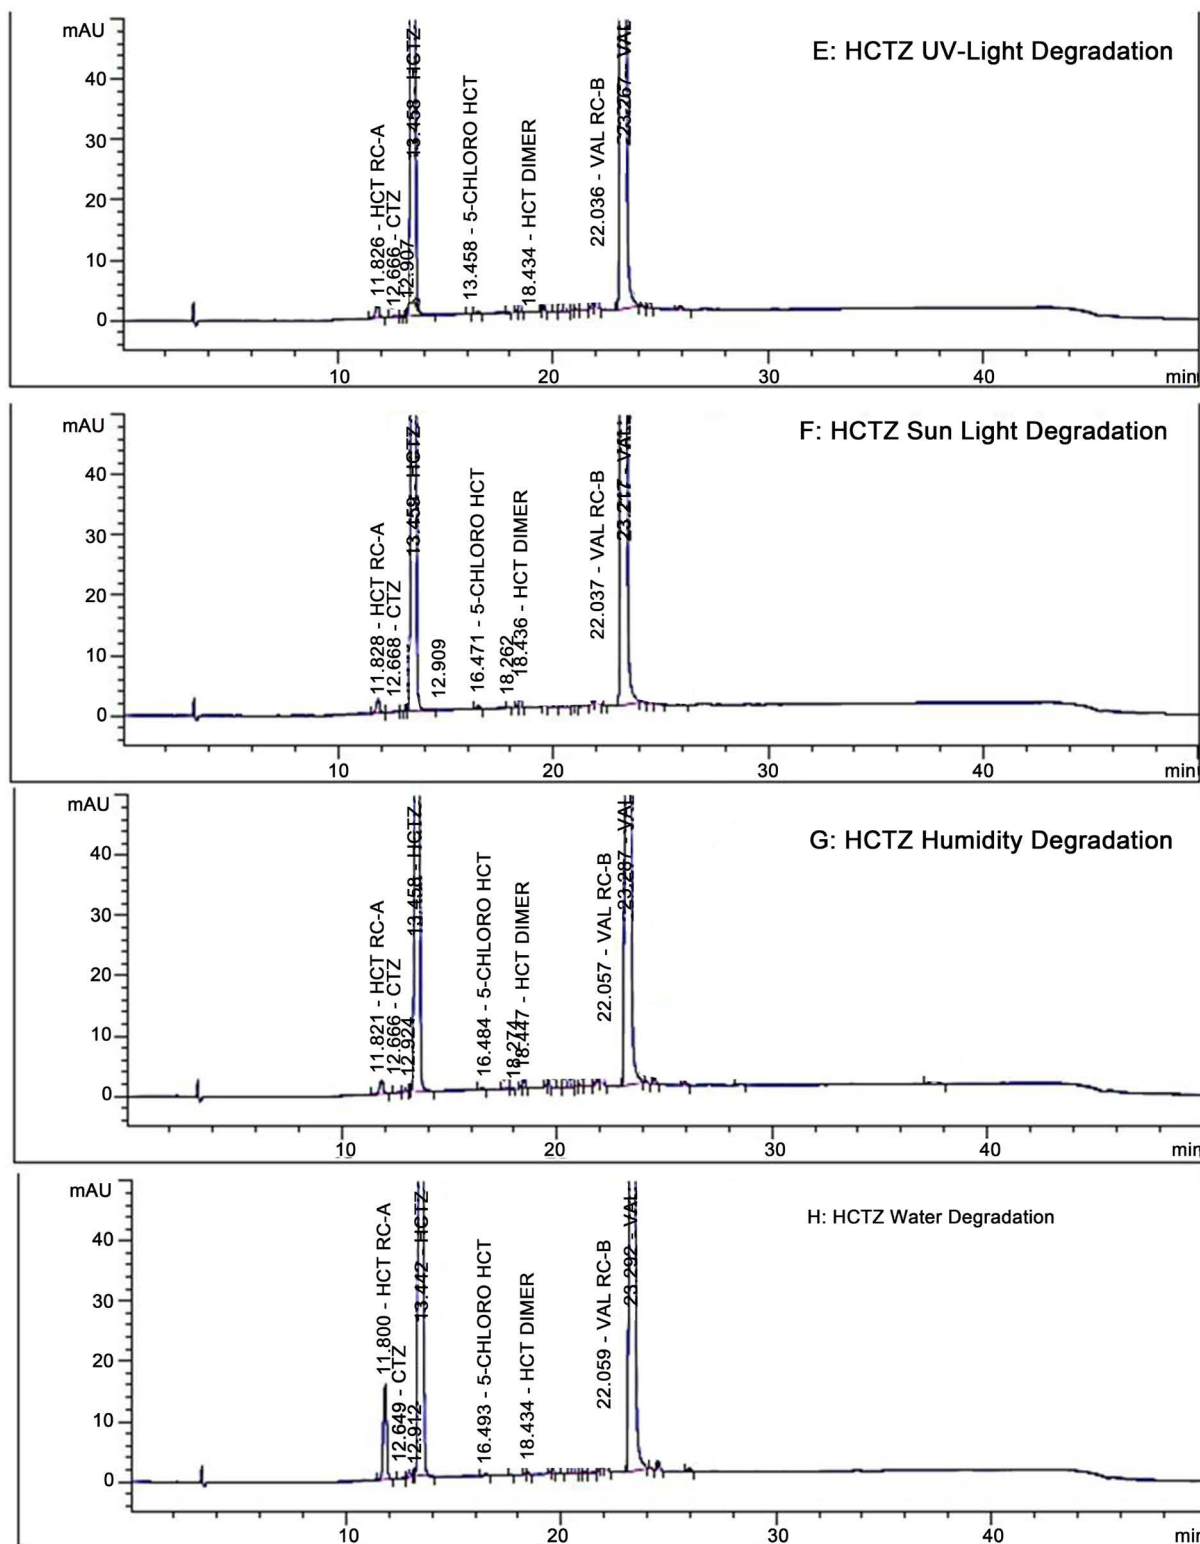 mAU
E: HCTZ UV-Light Degradation
40
30
20
10
0
11.826 - HCT RC-A
12.666 - CTZ
12.907
13.458 - HCTZ
13.458 - 5-CHLORO HCT
18.434 - HCT DIMER
22.036 - VAL RC-B
23.267 - VAL
10
20
30
40
min
mAU
F: HCTZ Sun Light Degradation
40
30
20
10
0
11.828 - HCT RC-A
12.668 - CTZ
13.459 - HCTZ
12.909
16.471 - 5-CHLORO HCT
18.262
18.436 - HCT DIMER
22.037 - VAL RC-B
23.217 - VAL
10
20
30
40
min
mAU
G: HCTZ Humidity Degradation
40
30
20
10
0
11.821 - HCT RC-A
12.666 - CTZ
12.924
13.458 - HCTZ
16.484 - 5-CHLORO HCT
18.274
18.447 - HCT DIMER
22.057 - VAL RC-B
23.287 - VAL
10
20
30
40
min
mAU
H: HCTZ Water Degradation
40
30
20
10
0
11.800 - HCT RC-A
12.649 - CTZ
12.912
13.442 - HCTZ
16.493 - 5-CHLORO HCT
18.434 - HCT DIMER
22.059 - VAL RC-B
23.292 - VAL
10
20
30
40
min